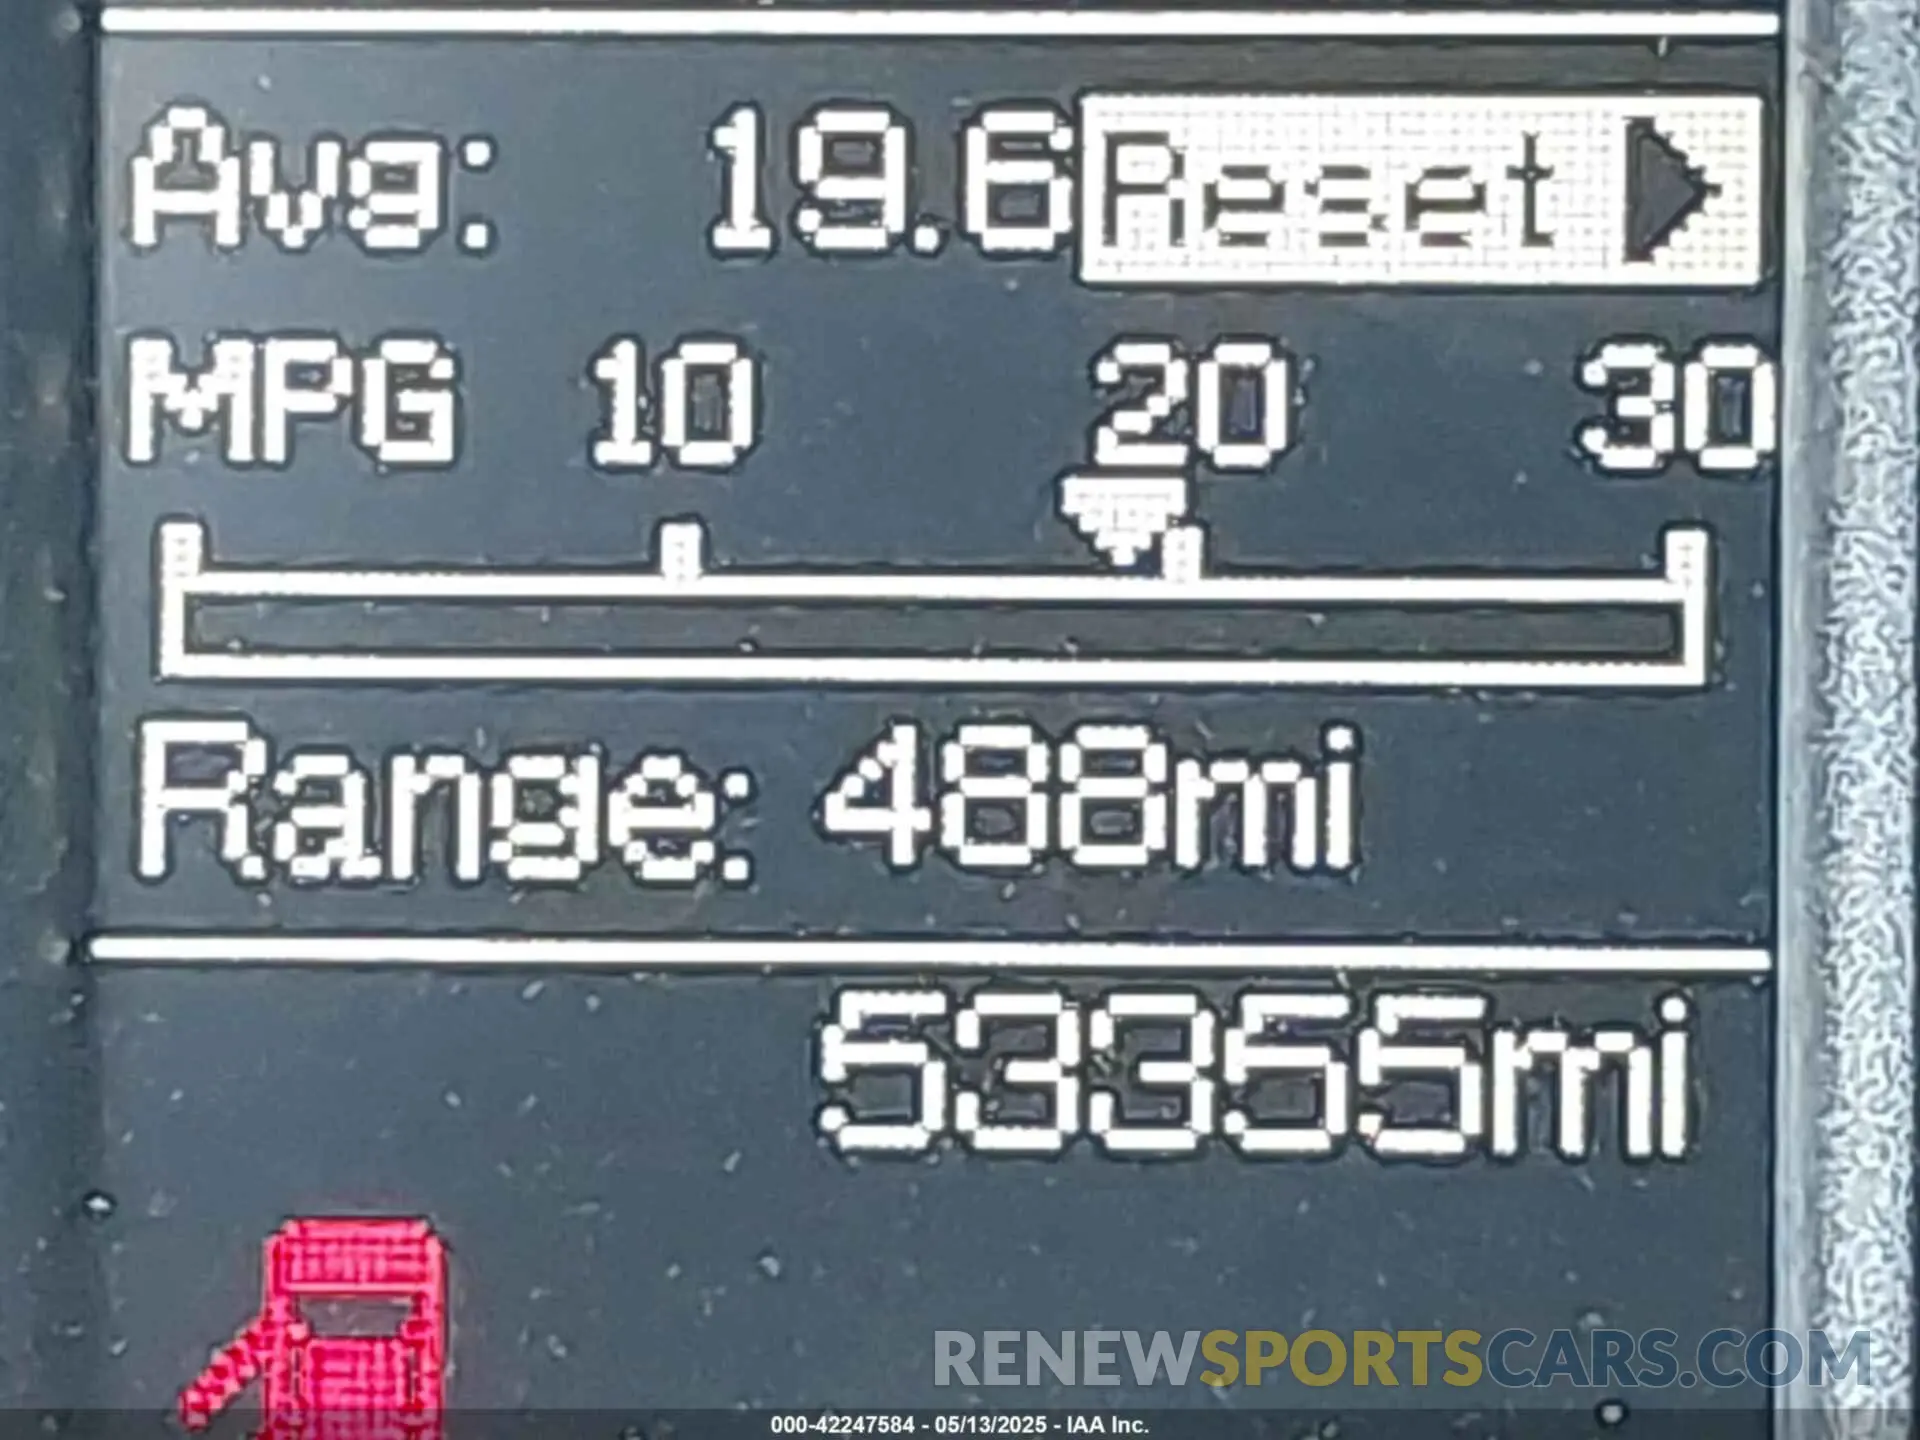 Avg: 19.6 Reset
MPG 10 20 30
Range: 488mi
53355mi
RENEWSPORTSCARS.COM
000-42247584 - 05/13/2025 - IAA Inc.